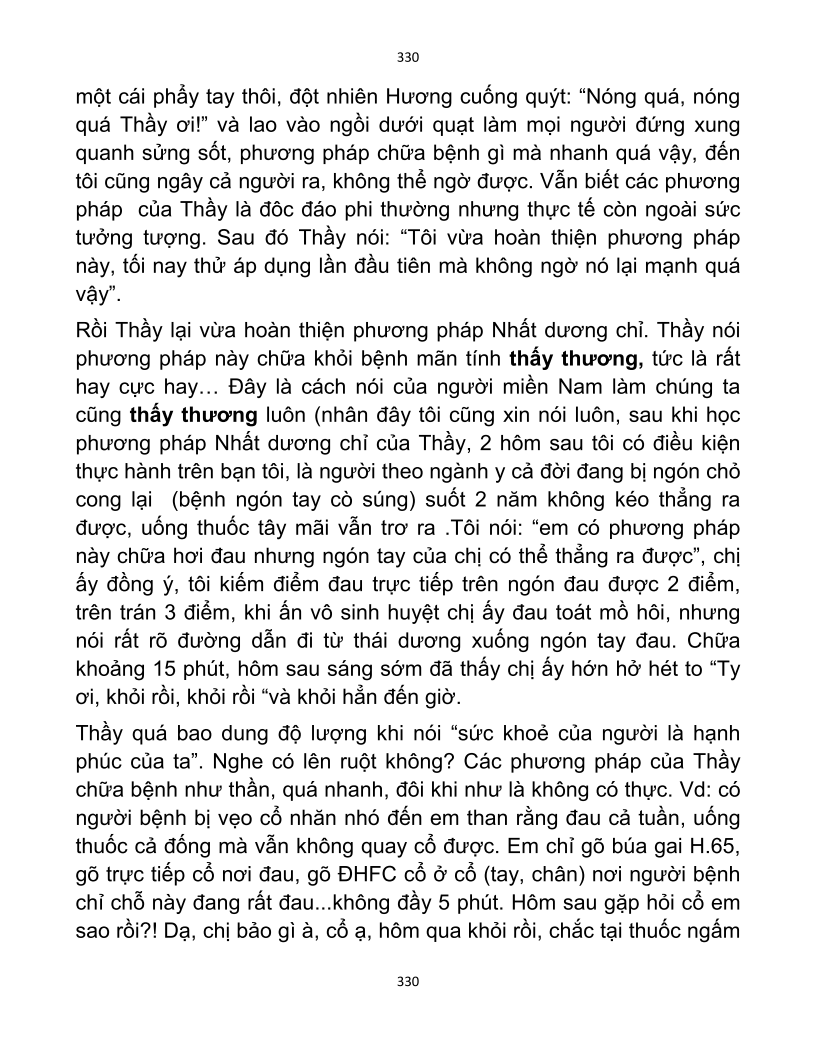 330
một cái phẩy tay thôi, đột nhiên Hương cuống quýt: “Nóng quá, nóng
quá Thầy ơi!” và lao vào ngồi dưới quạt làm mọi người đứng xung
quanh sửng sốt, phương pháp chữa bệnh gì mà nhanh quá vậy, đến
tôi cũng ngây cả người ra, không thể ngờ được. Vẫn biết các phương
pháp  của Thầy là đôc đáo phi thường nhưng thực tế còn ngoài sức
tưởng tượng. Sau đó Thầy nói: “Tôi vừa hoàn thiện phương pháp
này, tối nay thử áp dụng lần đầu tiên mà không ngờ nó lại mạnh quá
vậy”.
Rồi Thầy lại vừa hoàn thiện phương pháp Nhất dương chỉ. Thầy nói
phương pháp này chữa khỏi bệnh mãn tính thấy thương, tức là rất
hay cực hay… Đây là cách nói của người miền Nam làm chúng ta
cũng thấy thương luôn (nhân đây tôi cũng xin nói luôn, sau khi học
phương pháp Nhất dương chỉ của Thầy, 2 hôm sau tôi có điều kiện
thực hành trên bạn tôi, là người theo ngành y cả đời đang bị ngón chỏ
cong lại  (bệnh ngón tay cò súng) suốt 2 năm không kéo thẳng ra
được, uống thuốc tây mãi vẫn trơ ra .Tôi nói: “em có phương pháp
này chữa hơi đau nhưng ngón tay của chị có thể thẳng ra được”, chị
ấy đồng ý, tôi kiếm điểm đau trực tiếp trên ngón đau được 2 điểm,
trên trán 3 điểm, khi ấn vô sinh huyệt chị ấy đau toát mồ hôi, nhưng
nói rất rõ đường dẫn đi từ thái dương xuống ngón tay đau. Chữa
khoảng 15 phút, hôm sau sáng sớm đã thấy chị ấy hớn hở hét to “Ty
ơi, khỏi rồi, khỏi rồi “và khỏi hẳn đến giờ.
Thầy quá bao dung độ lượng khi nói “sức khoẻ của người là hạnh
phúc của ta”. Nghe có lên ruột không? Các phương pháp của Thầy
chữa bệnh như thần, quá nhanh, đôi khi như là không có thực. Vd: có
người bệnh bị vẹo cổ nhăn nhó đến em than rằng đau cả tuần, uống
thuốc cả đống mà vẫn không quay cổ được. Em chỉ gõ búa gai H.65,
gõ trực tiếp cổ nơi đau, gõ ĐHFC cổ ở cổ (tay, chân) nơi người bệnh
chỉ chỗ này đang rất đau...không đầy 5 phút. Hôm sau gặp hỏi cổ em
sao rồi?! Dạ, chị bảo gì à, cổ ạ, hôm qua khỏi rồi, chắc tại thuốc ngấm
330